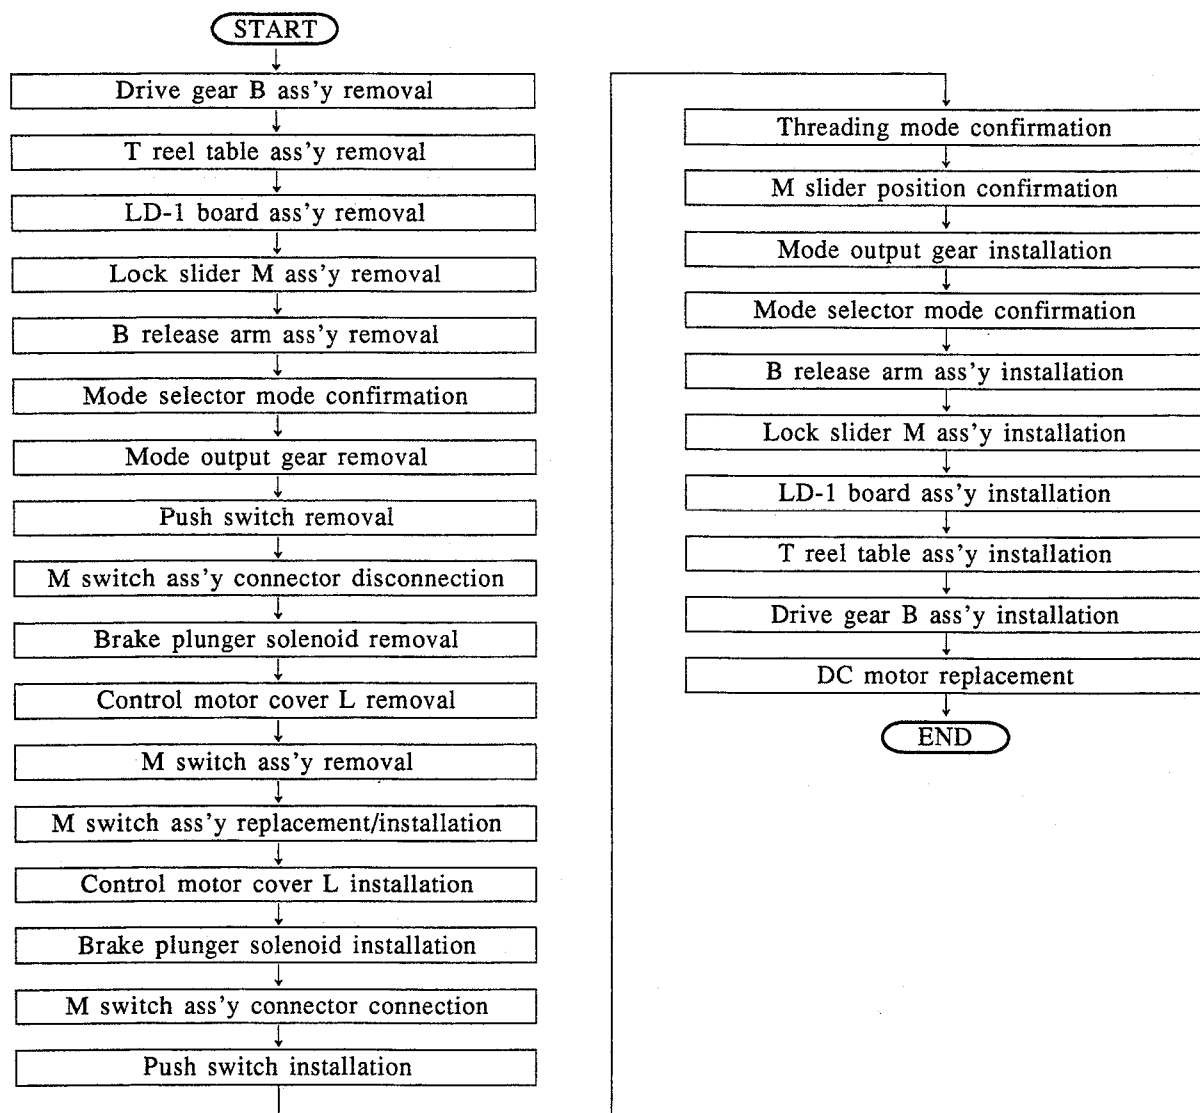 START
Drive gear B ass'y removal
T reel table ass'y removal
LD-1 board ass'y removal
Lock slider M ass'y removal
B release arm ass'y removal
Mode selector mode confirmation
Mode output gear removal
Push switch removal
M switch ass'y connector disconnection
Brake plunger solenoid removal
Control motor cover L removal
M switch ass'y removal
M switch ass'y replacement/installation
Control motor cover L installation
Brake plunger solenoid installation
M switch ass'y connector connection
Push switch installation
Threading mode confirmation
M slider position confirmation
Mode output gear installation
Mode selector mode confirmation
B release arm ass'y installation
Lock slider M ass'y installation
LD-1 board ass'y installation
T reel table ass'y installation
Drive gear B ass'y installation
DC motor replacement
END